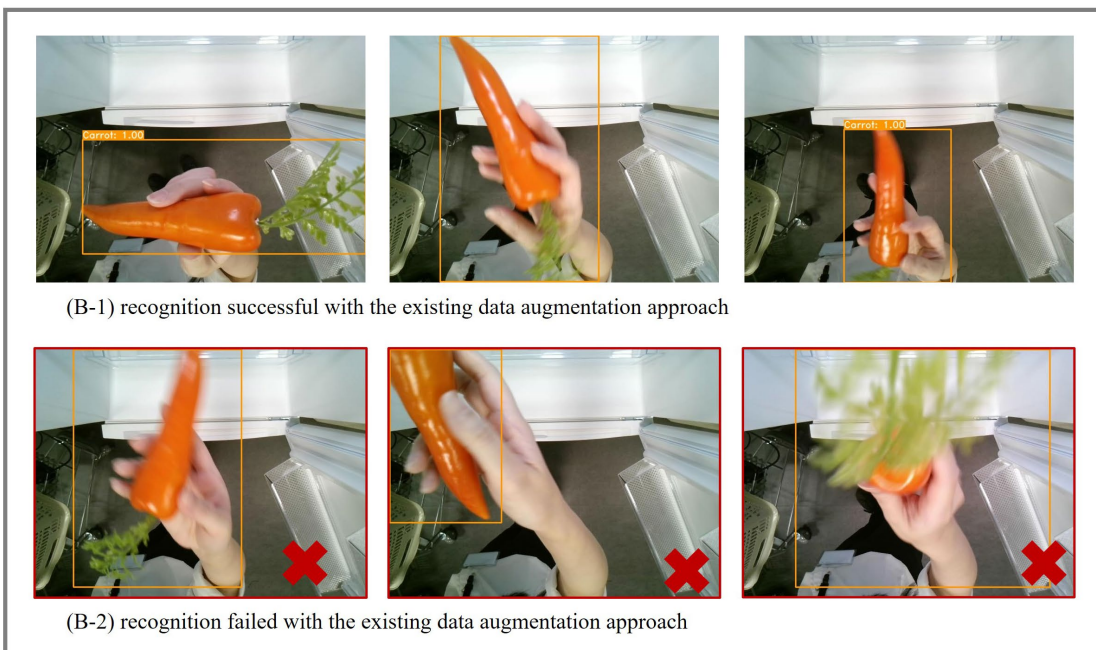 Carrot: 1.00
Carrot: 1.00
(B-1) recognition successful with the existing data augmentation approach
(B-2) recognition failed with the existing data augmentation approach